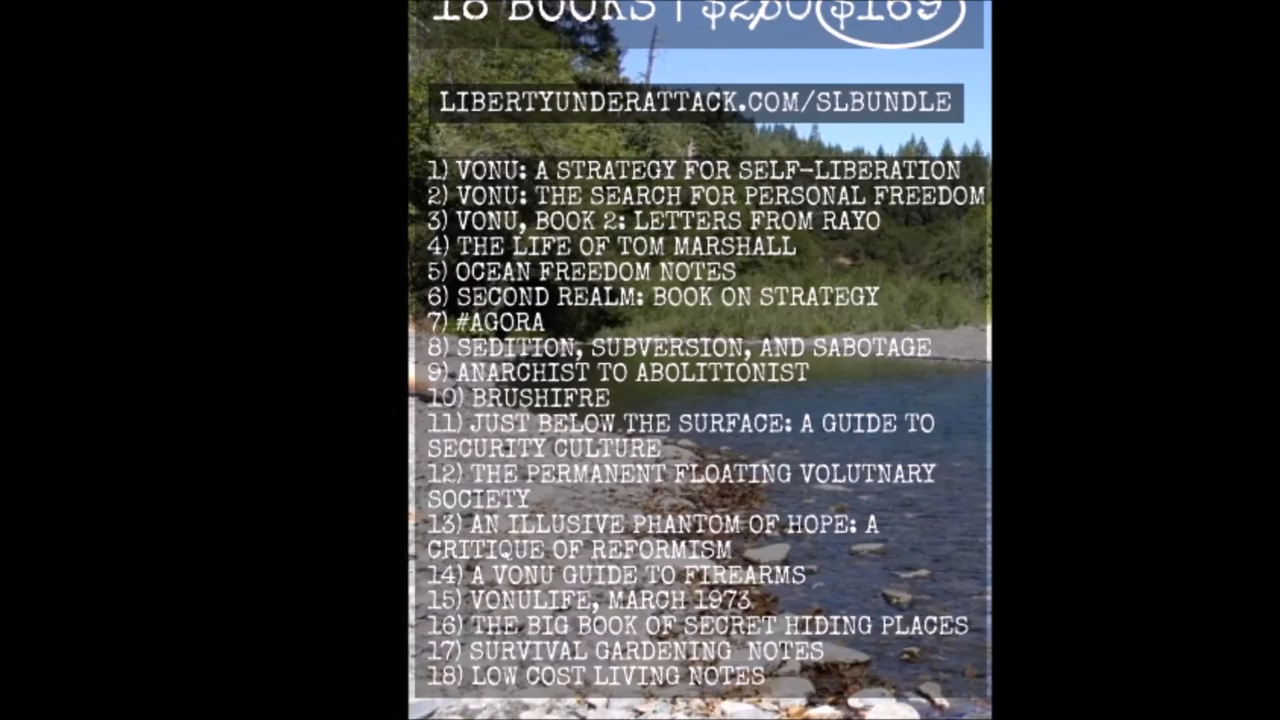 18 BOOKS | $250 $169
LIBERTYUNDERATTACK.COM/SLBUNDLE
1) VONU: A STRATEGY FOR SELF-LIBERATION
2) VONU: THE SEARCH FOR PERSONAL FREEDOM
3) VONU, BOOK 2: LETTERS FROM RAYO
4) THE LIFE OF TOM MARSHALL
5) OCEAN FREEDOM NOTES
6) SECOND REALM: BOOK ON STRATEGY
7) #AGORA
8) SEDITION, SUBVERSION, AND SABOTAGE
9) ANARCHIST TO ABOLITIONIST
10) BRUSHIFRE
11) JUST BELOW THE SURFACE: A GUIDE TO
SECURITY CULTURE
12) THE PERMANENT FLOATING VOLUTNARY
SOCIETY
13) AN ILLUSIVE PHANTOM OF HOPE: A
CRITIQUE OF REFORMISM
14) A VONU GUIDE TO FIREARMS
15) VONULIFE, MARCH 1973
16) THE BIG BOOK OF SECRET HIDING PLACES
17) SURVIVAL GARDENING NOTES
18) LOW COST LIVING NOTES